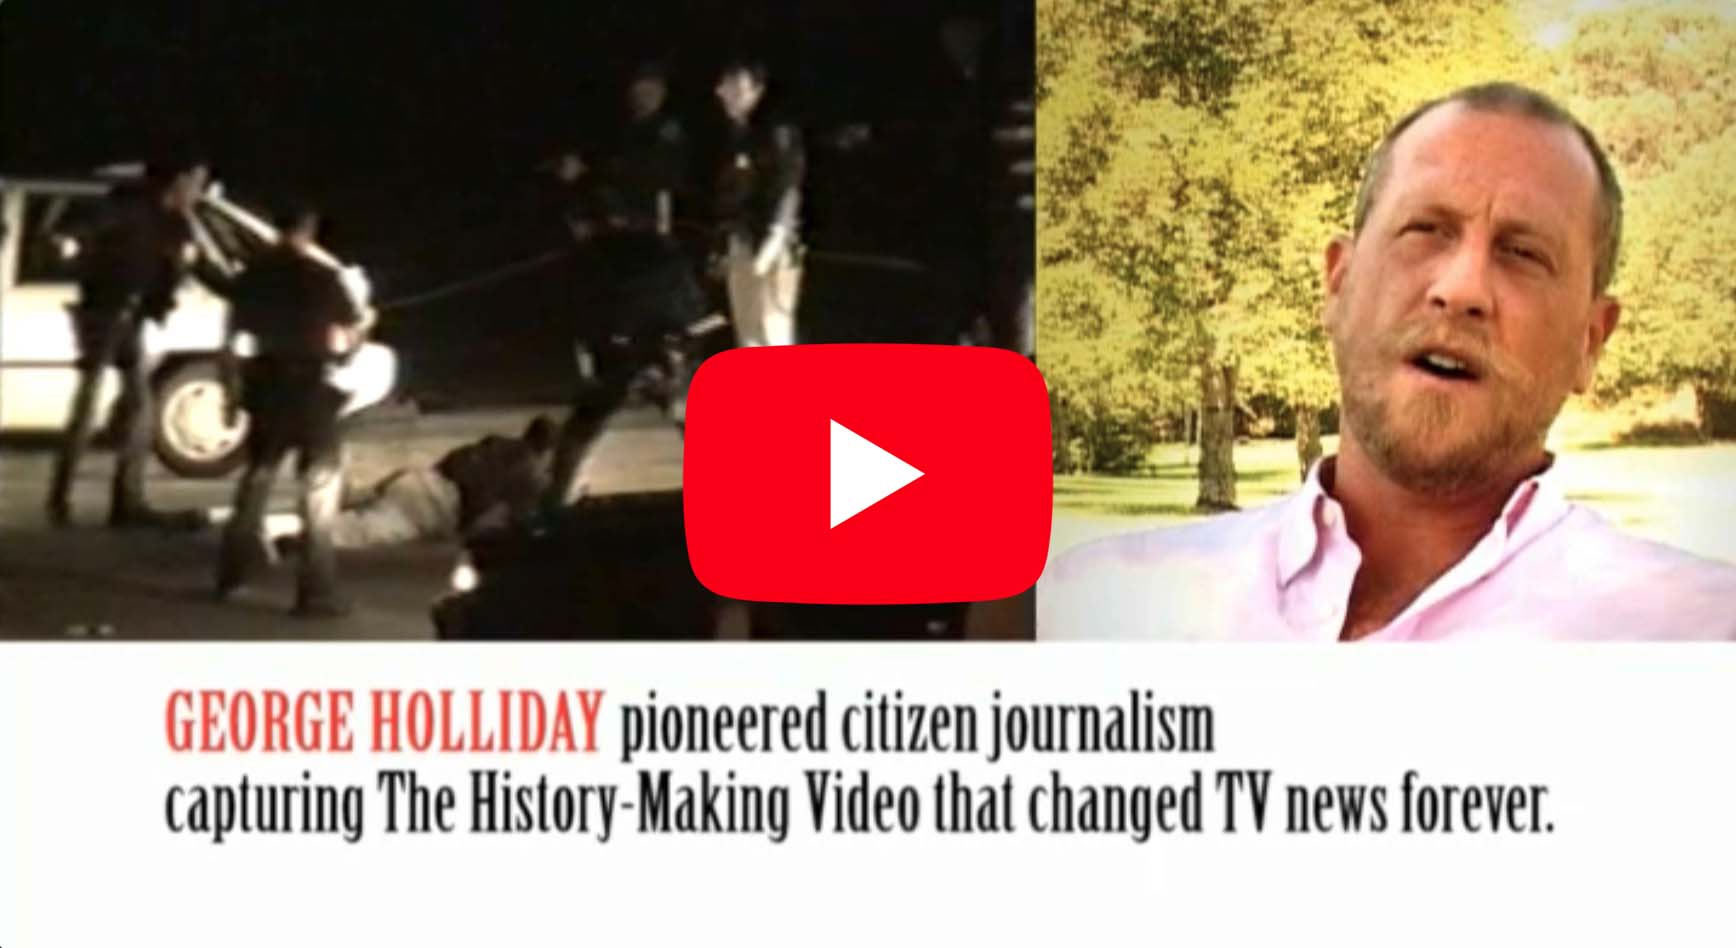 GEORGE HOLLIDAY pioneered citizen journalism
capturing The History-Making Video that changed TV news forever.